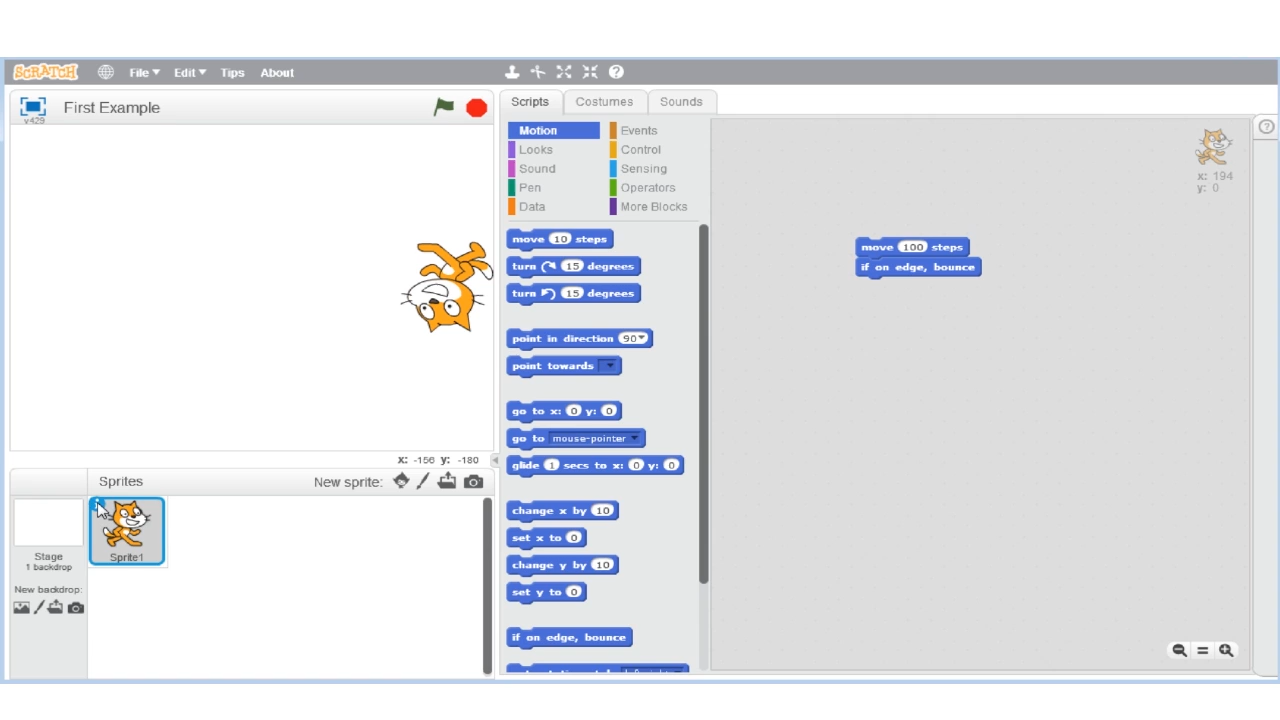 SCRATCH File Edit Tips About
First Example
v429
Scripts Costumes Sounds
Motion Events
Looks Control
Sound Sensing
Pen Operators
Data More Blocks
move 10 steps
turn 15 degrees
turn 15 degrees
point in direction 90
point towards
go to x: 0 y: 0
go to mouse-pointer
glide 1 secs to x: 0 y: 0
change x by 10
set x to 0
change y by 10
set y to 0
if on edge, bounce
move 100 steps
if on edge, bounce
x: 194
y: 0
x: -156 y: -180
Sprites New sprite:
Sprite1
Stage
1 backdrop
New backdrop: